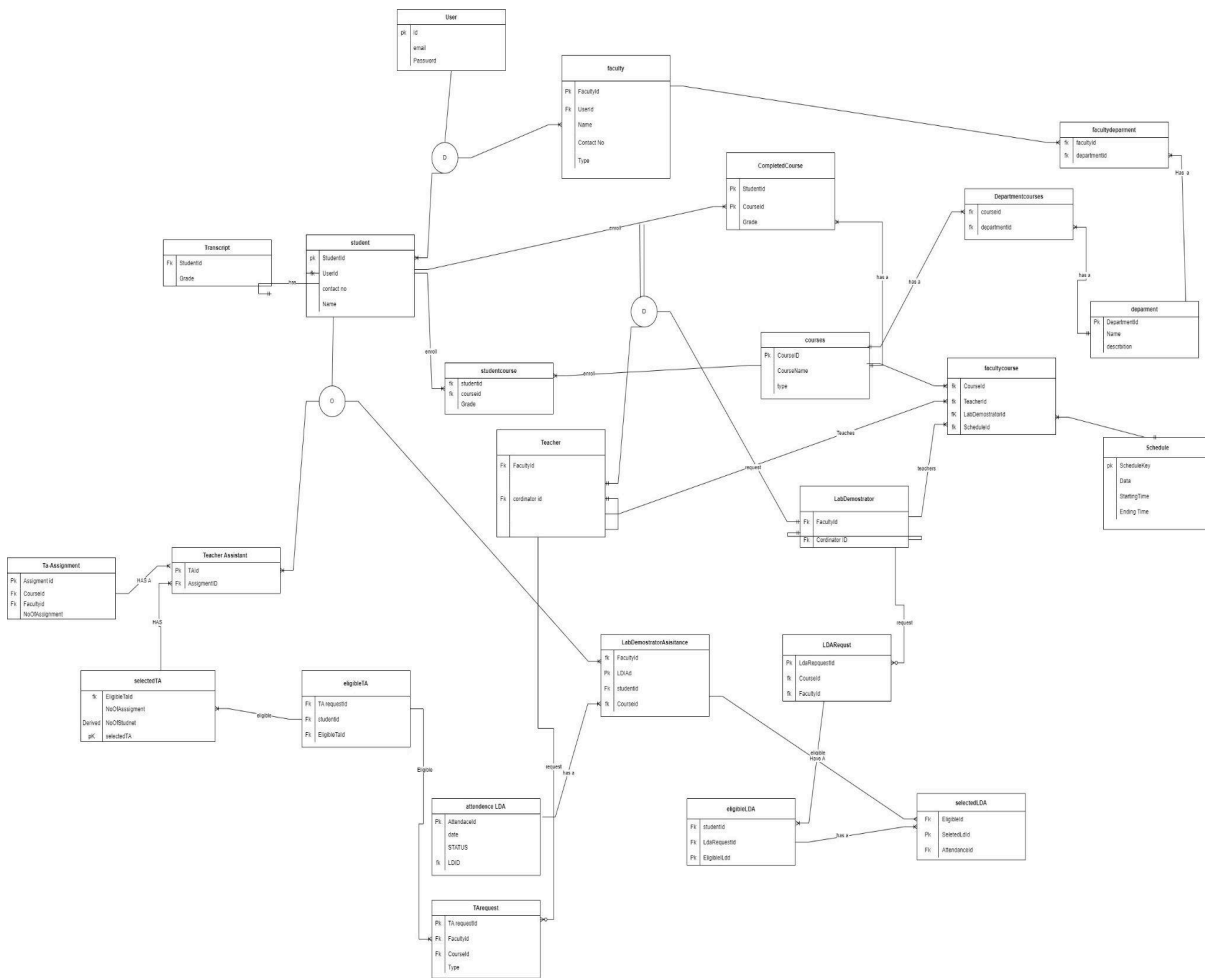 User
pk id
email
Password
faculty
Pk FacultyId
Fk Userid
Name
Contact No
Type
D
facultydeparment
fk facultyId
fk departmentId
Has a
CompletedCourse
Pk StudentId
Fk CourseId
Grade
Departmentcourses
fk courseid
fk departmentId
enroll
Transcript
Fk StudentId
Grade
student
pk StudentId
fk UserId
contact no
Name
has
has a
has a
has a
D
deparment
Pk DepartmentId
Name
descrbition
courses
Pk CourseID
CourseName
type
enroll
studentcourse
fk studentid
fk courseid
Grade
enroll
facultycourse
fk CourseId
fk TeacherId
fk LabDemostratorId
fk ScheduleId
O
Teacher
Fk FacultyId
Fk cordinator id
Teaches
request
teachers
Schedule
pk ScheduleKey
Data
StartingTime
Ending Time
LabDemostrator
Fk FacultyId
Fk Cordinator ID
Ta-Assignment
Pk Assigment id
Fk CourseId
Fk FacultyId
NoOfAssignment
HAS A
Teacher Assistant
Pk TAId
Fk AssigmentID
HAS
request
LabDemostratorAsisitance
fk FacultyId
Pk LDIAd
Fk studentid
fk Courseid
LDARequst
Pk LdaRepquestId
fk CourseId
fk FacultyId
selectedTA
fk EligibleTaId
NoOfAsssigment
Derived NoOfStudnet
pK selectedTA
eligible
eligibleTA
Fk TA requestId
Fk studentid
Fk EligibleTaId
Eligible
request
has a
eligible
Have A
attendence LDA
Pk AttendaceId
date
STATUS
fk LDID
eligibleLDA
Fk studentId
Fk LdaRequestId
Pk EligibleILdd
has a
selectedLDA
Fk EligibleId
Pk SeletedLdId
Fk AttendanceId
TArequest
Pk TA requestId
Fk FacultyId
Fk CourseId
Type